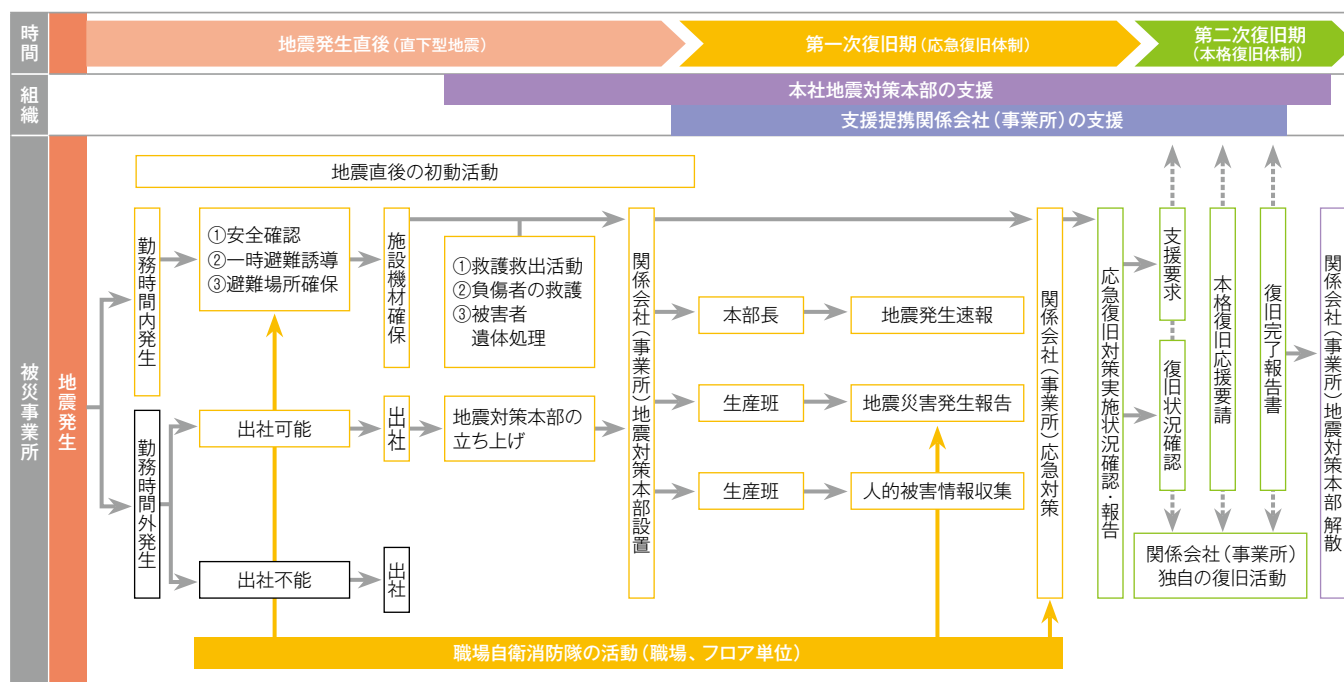 時間
地震発生直後（直下型地震）
第一次復旧期（応急復旧体制）
第二次復旧期
（本格復旧体制）
組織
本社地震対策本部の支援
支援提携関係会社（事業所）の支援
被災事業所
地震発生
地震直後の初動活動
勤務時間内発生
①安全確認
②一時避難誘導
③避難場所確保
施設機材確保
①救護救出活動
②負傷者の救護
③被害者
遺体処理
勤務時間外発生
出社可能
出社
地震対策本部の
立ち上げ
出社不能
出社
関係会社（事業所）地震対策本部設置
本部長
地震発生速報
生産班
地震災害発生報告
生産班
人的被害情報収集
関係会社（事業所）応急対策
応急復旧対策実施状況確認・報告
支援要求
復旧状況確認
本格復旧応援要請
復旧完了報告書
関係会社（事業所）
独自の復旧活動
関係会社（事業所）地震対策本部 解散
職場自衛消防隊の活動（職場、フロア単位）